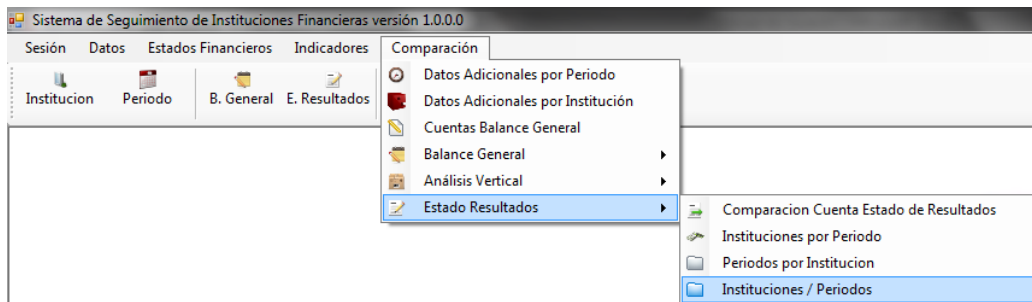 Sistema de Seguimiento de Instituciones Financieras versión 1.0.0.0
Sesión Datos Estados Financieros Indicadores Comparación
Institucion Periodo B. General E. Resultados
Datos Adicionales por Periodo
Datos Adicionales por Institución
Cuentas Balance General
Balance General
Análisis Vertical
Estado Resultados
Comparacion Cuenta Estado de Resultados
Instituciones por Periodo
Periodos por Institucion
Instituciones / Periodos